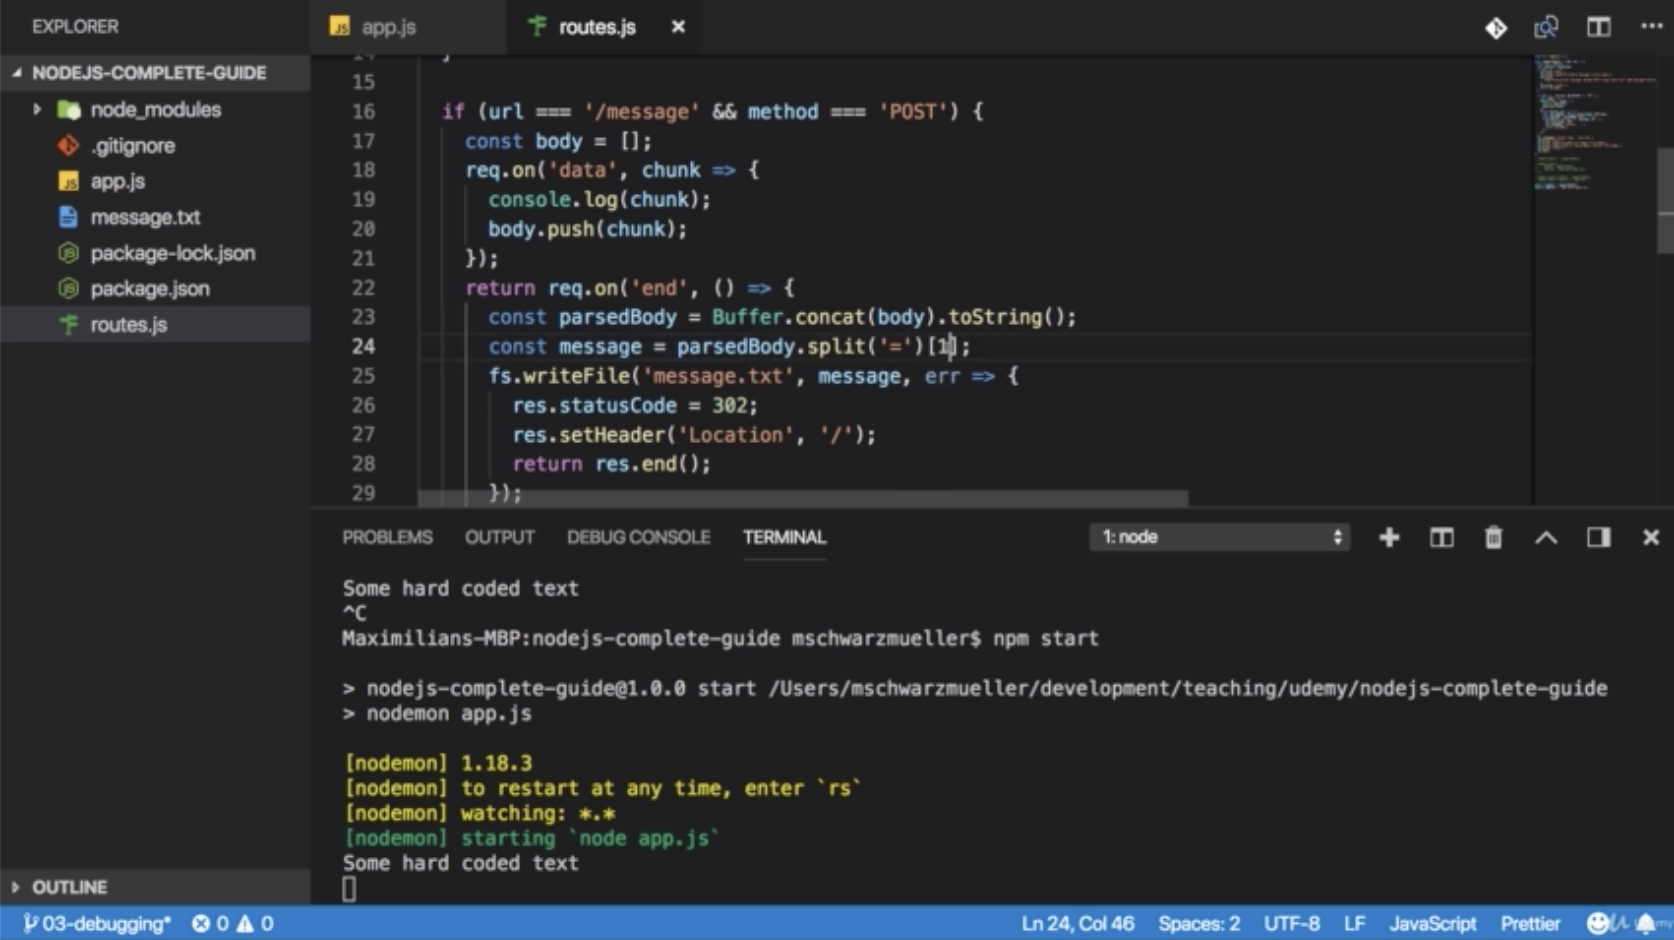 EXPLORER
app.js
routes.js
NODEJS-COMPLETE-GUIDE
node_modules
.gitignore
app.js
message.txt
package-lock.json
package.json
routes.js
OUTLINE
15
16 if (url === '/message' && method === 'POST') {
17 const body = [];
18 req.on('data', chunk => {
19 console.log(chunk);
20 body.push(chunk);
21 });
22 return req.on('end', () => {
23 const parsedBody = Buffer.concat(body).toString();
24 const message = parsedBody.split('=')[1];
25 fs.writeFile('message.txt', message, err => {
26 res.statusCode = 302;
27 res.setHeader('Location', '/');
28 return res.end();
29 });
PROBLEMS OUTPUT DEBUG CONSOLE TERMINAL 1: node
Some hard coded text
^C
Maximilians-MBP:nodejs-complete-guide mschwarzmueller$ npm start
> nodejs-complete-guide@1.0.0 start /Users/mschwarzmueller/development/teaching/udemy/nodejs-complete-guide
> nodemon app.js
[nodemon] 1.18.3
[nodemon] to restart at any time, enter `rs`
[nodemon] watching: *.*
[nodemon] starting `node app.js`
Some hard coded text
03-debugging* 0 0 Ln 24, Col 46 Spaces: 2 UTF-8 LF JavaScript Prettier